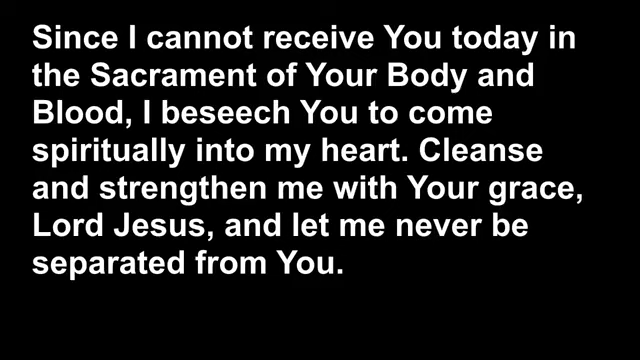 Since I cannot receive You today in
the Sacrament of Your Body and
Blood, I beseech You to come
spiritually into my heart. Cleanse
and strengthen me with Your grace,
Lord Jesus, and let me never be
separated from You.